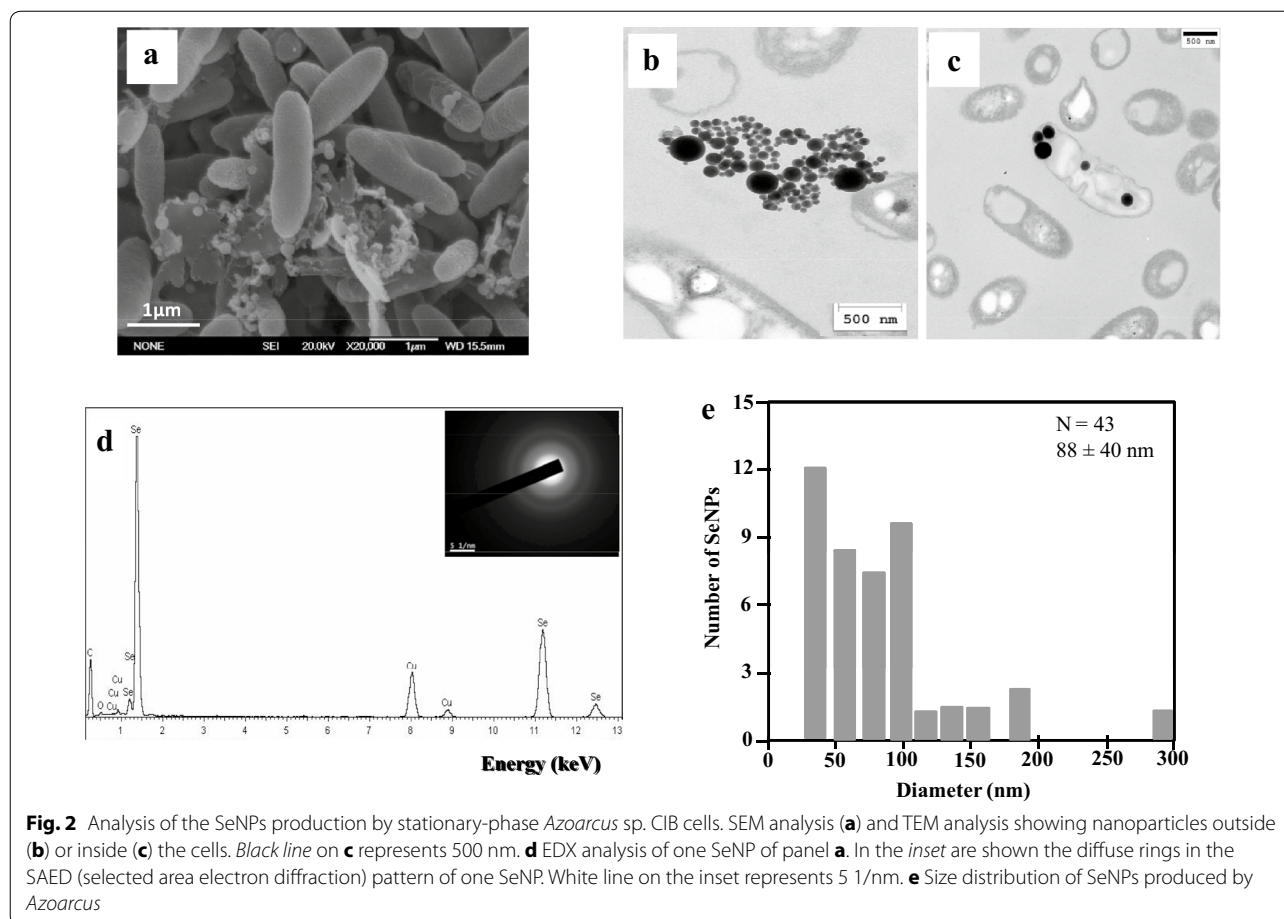 a
1µm
NONE SEI 20.0kV X20,000 1µm WD 15.5mm
b
500 nm
c
500 nm
d
Se
C
O
Cu
Cu
Cu
Se
Se
Cu
Cu
Se
Se
5 1/nm
1 2 3 4 5 6 7 8 9 10 11 12 13
Energy (keV)
e
N = 43
88 ± 40 nm
Number of SeNPs
15
12
9
6
3
0
0 50 100 150 200 250 300
Diameter (nm)
Fig. 2 Analysis of the SeNPs production by stationary-phase Azoarcus sp. CIB cells. SEM analysis (a) and TEM analysis showing nanoparticles outside
(b) or inside (c) the cells. Black line on c represents 500 nm. d EDX analysis of one SeNP of panel a. In the inset are shown the diffuse rings in the
SAED (selected area electron diffraction) pattern of one SeNP. White line on the inset represents 5 1/nm. e Size distribution of SeNPs produced by
Azoarcus